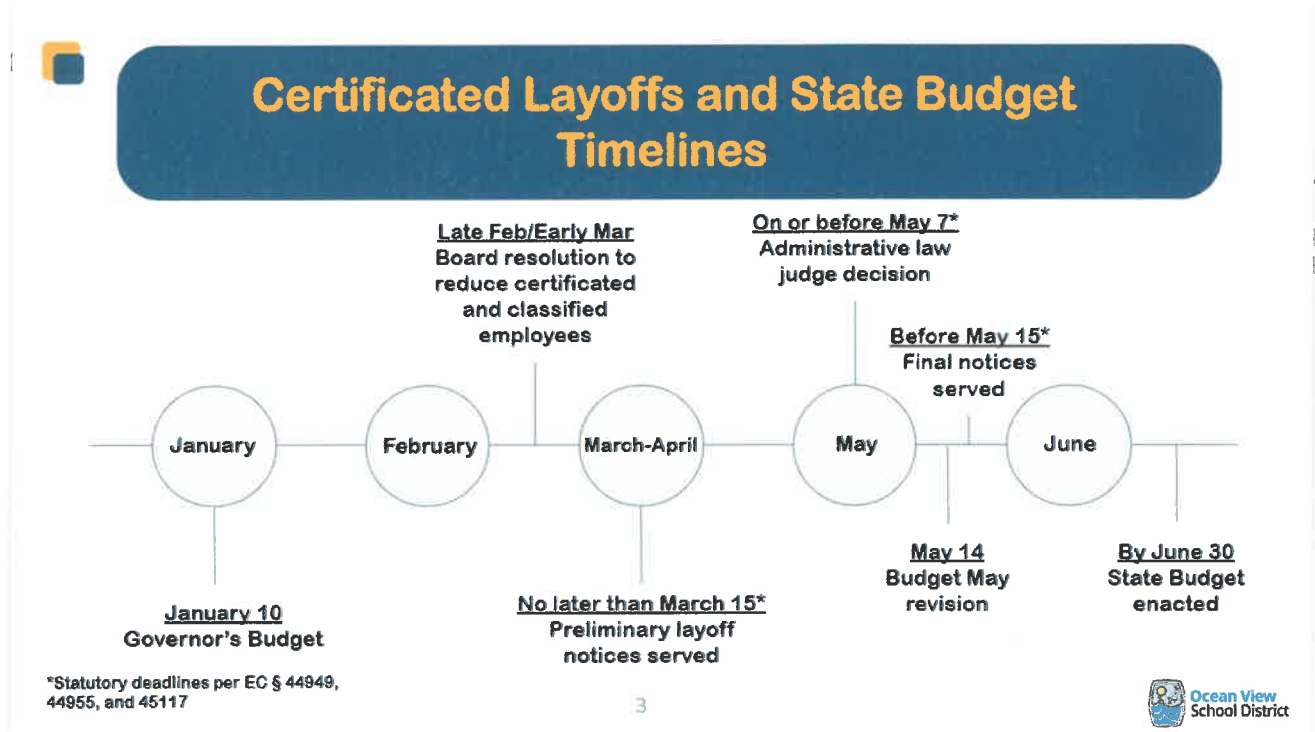 Certificated Layoffs and State Budget
Timelines
Late Feb/Early Mar
Board resolution to
reduce certificated
and classified
employees
On or before May 7*
Administrative law
judge decision
Before May 15*
Final notices
served
January
February
March-April
May
June
January 10
Governor's Budget
No later than March 15*
Preliminary layoff
notices served
May 14
Budget May
revision
By June 30
State Budget
enacted
*Statutory deadlines per EC § 44949,
44955, and 45117
3
Ocean View
School District